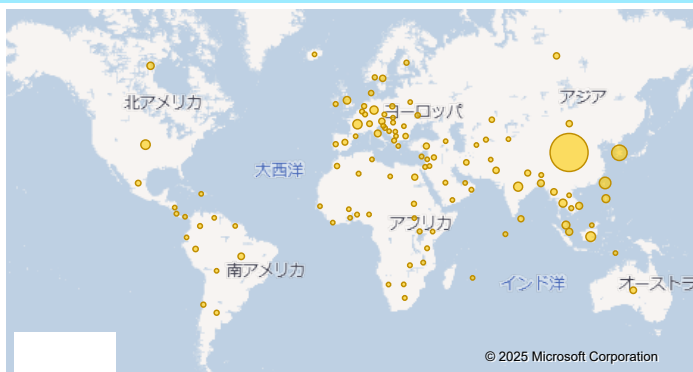 北アメリカ
ヨーロッパ
アジア
大西洋
アフリカ
南アメリカ
インド洋
オーストラ
© 2025 Microsoft Corporation